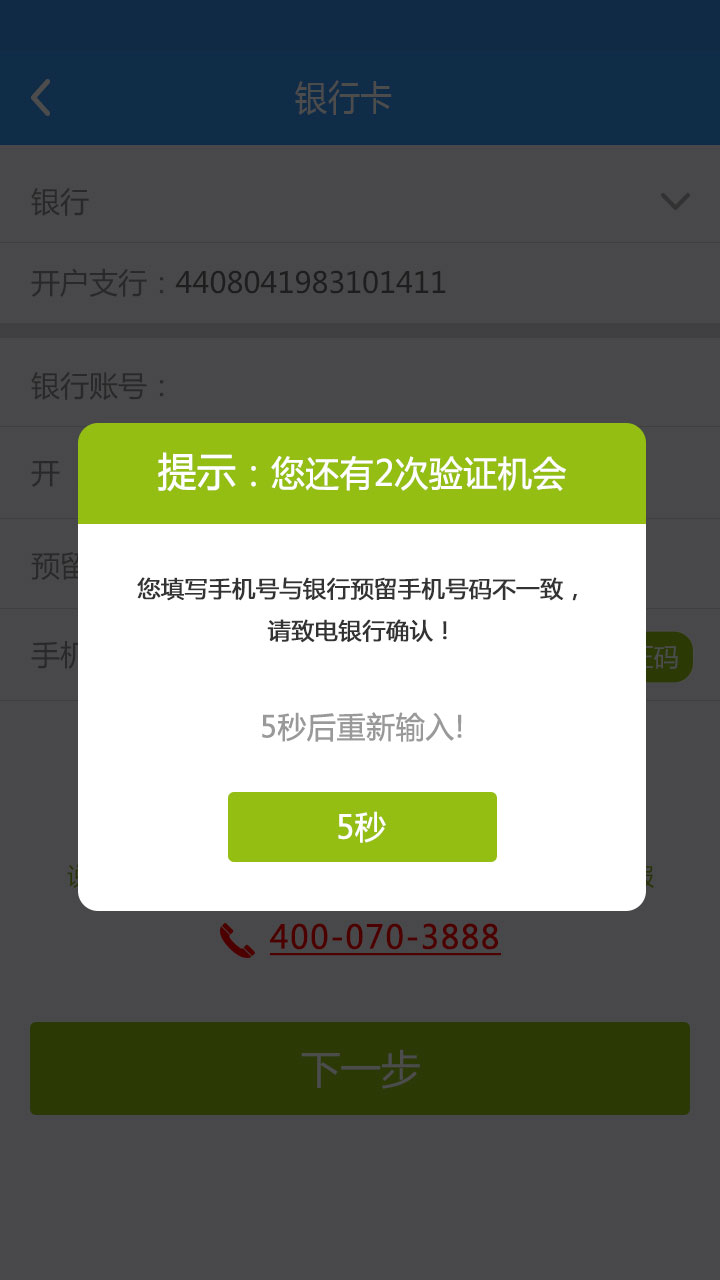 银行卡
银行
开户支行：4408041983101411
银行账号：
开
预留
手机
证码
提示：您还有2次验证机会
您填写手机号与银行预留手机号码不一致，
请致电银行确认！
5秒后重新输入!
5秒
400-070-3888
下一步